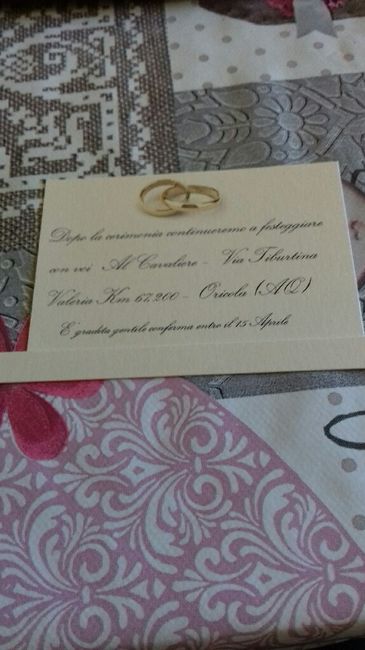 Dopo la cerimonia continueremo a festeggiare
con voi Al Cavaliere - Via Tiburtina
Valeria Km 67,200 - Oricola (AQ)
E' gradita gentile conferma entro il 15 Aprile